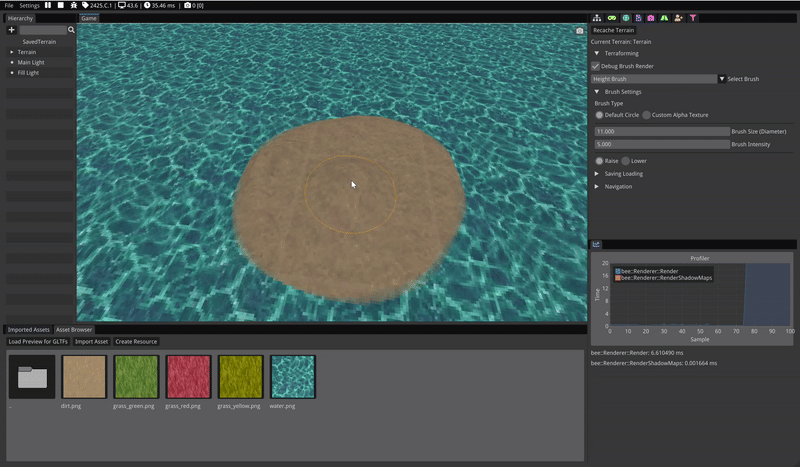 File Settings 2425.C.1 43.6 35.46 ms 0 [0]
Hierarchy
SavedTerrain
Terrain
Main Light
Fill Light
Game
Recache Terrain
Current Terrain: Terrain
Terraforming
Debug Brush Render
Height Brush Select Brush
Brush Settings
Brush Type
Default Circle Custom Alpha Texture
11.000 Brush Size (Diameter)
5.000 Brush Intensity
Raise Lower
Saving Loading
Navigation
Profiler
20
16
12
8
4
0
Time
bee::Renderer::Render
bee::Renderer::RenderShadowMaps
0 10 20 30 40 50 60 70 80 90 100
Sample
bee::Renderer::Render: 6.610490 ms
bee::Renderer::RenderShadowMaps: 0.001664 ms
Imported Assets Asset Browser
Load Preview for GLTFs Import Asset Create Resource
.. dirt.png grass_green.png grass_red.png grass_yellow.png water.png